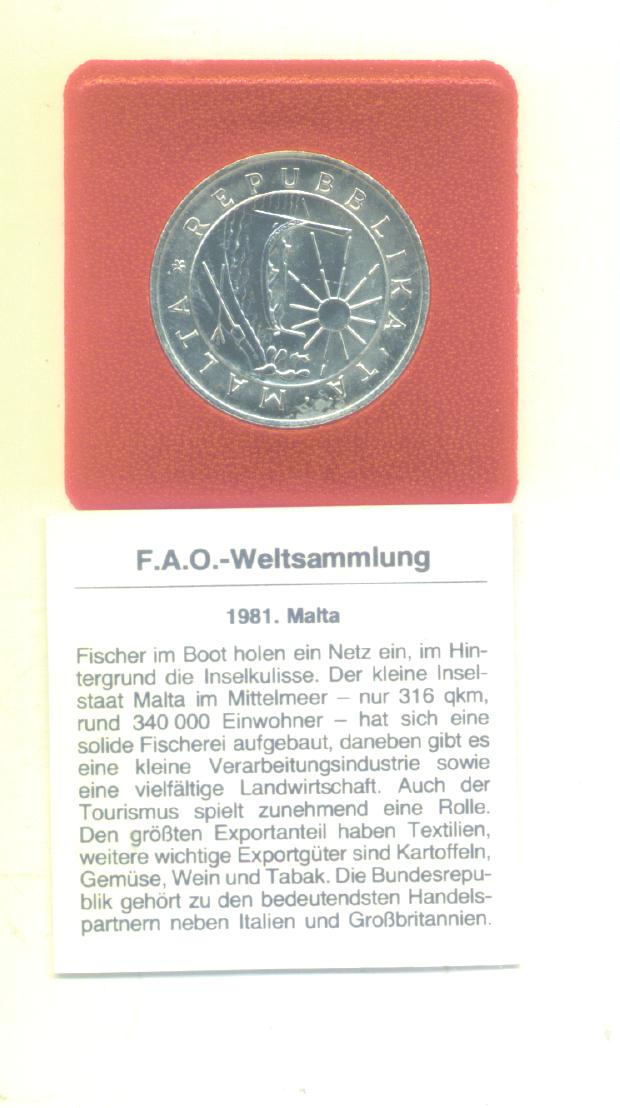 * REPUBBLIKA TA' MALTA
F.A.O.-Weltsammlung
1981. Malta
Fischer im Boot holen ein Netz ein, im Hin-
tergrund die Inselkulisse. Der kleine Insel-
staat Malta im Mittelmeer – nur 316 qkm,
rund 340 000 Einwohner – hat sich eine
solide Fischerei aufgebaut, daneben gibt es
eine kleine Verarbeitungsindustrie sowie
eine vielfältige Landwirtschaft. Auch der
Tourismus spielt zunehmend eine Rolle.
Den größten Exportanteil haben Textilien,
weitere wichtige Exportgüter sind Kartoffeln,
Gemüse, Wein und Tabak. Die Bundesrepu-
blik gehört zu den bedeutendsten Handels-
partnern neben Italien und Großbritannien.